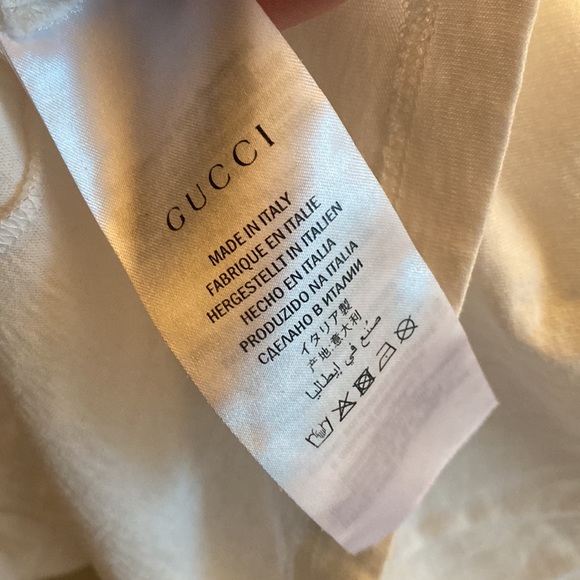 GUCCI
MADE IN ITALY
FABRIQUE EN ITALIE
HERGESTELLT IN ITALIEN
HECHO EN ITALIA
PRODUZIDO NA ITALIA
СДЕЛАНО В ИТАЛИИ
イタリア製
产地:意大利
صنع في إيطاليا